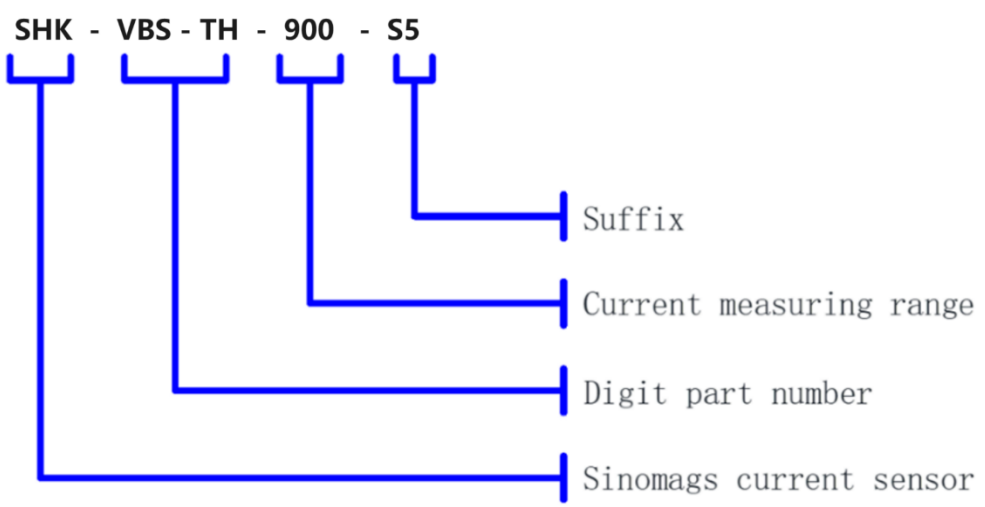 SHK - VBS - TH - 900 - S5
Suffix
Current measuring range
Digit part number
Sinomags current sensor